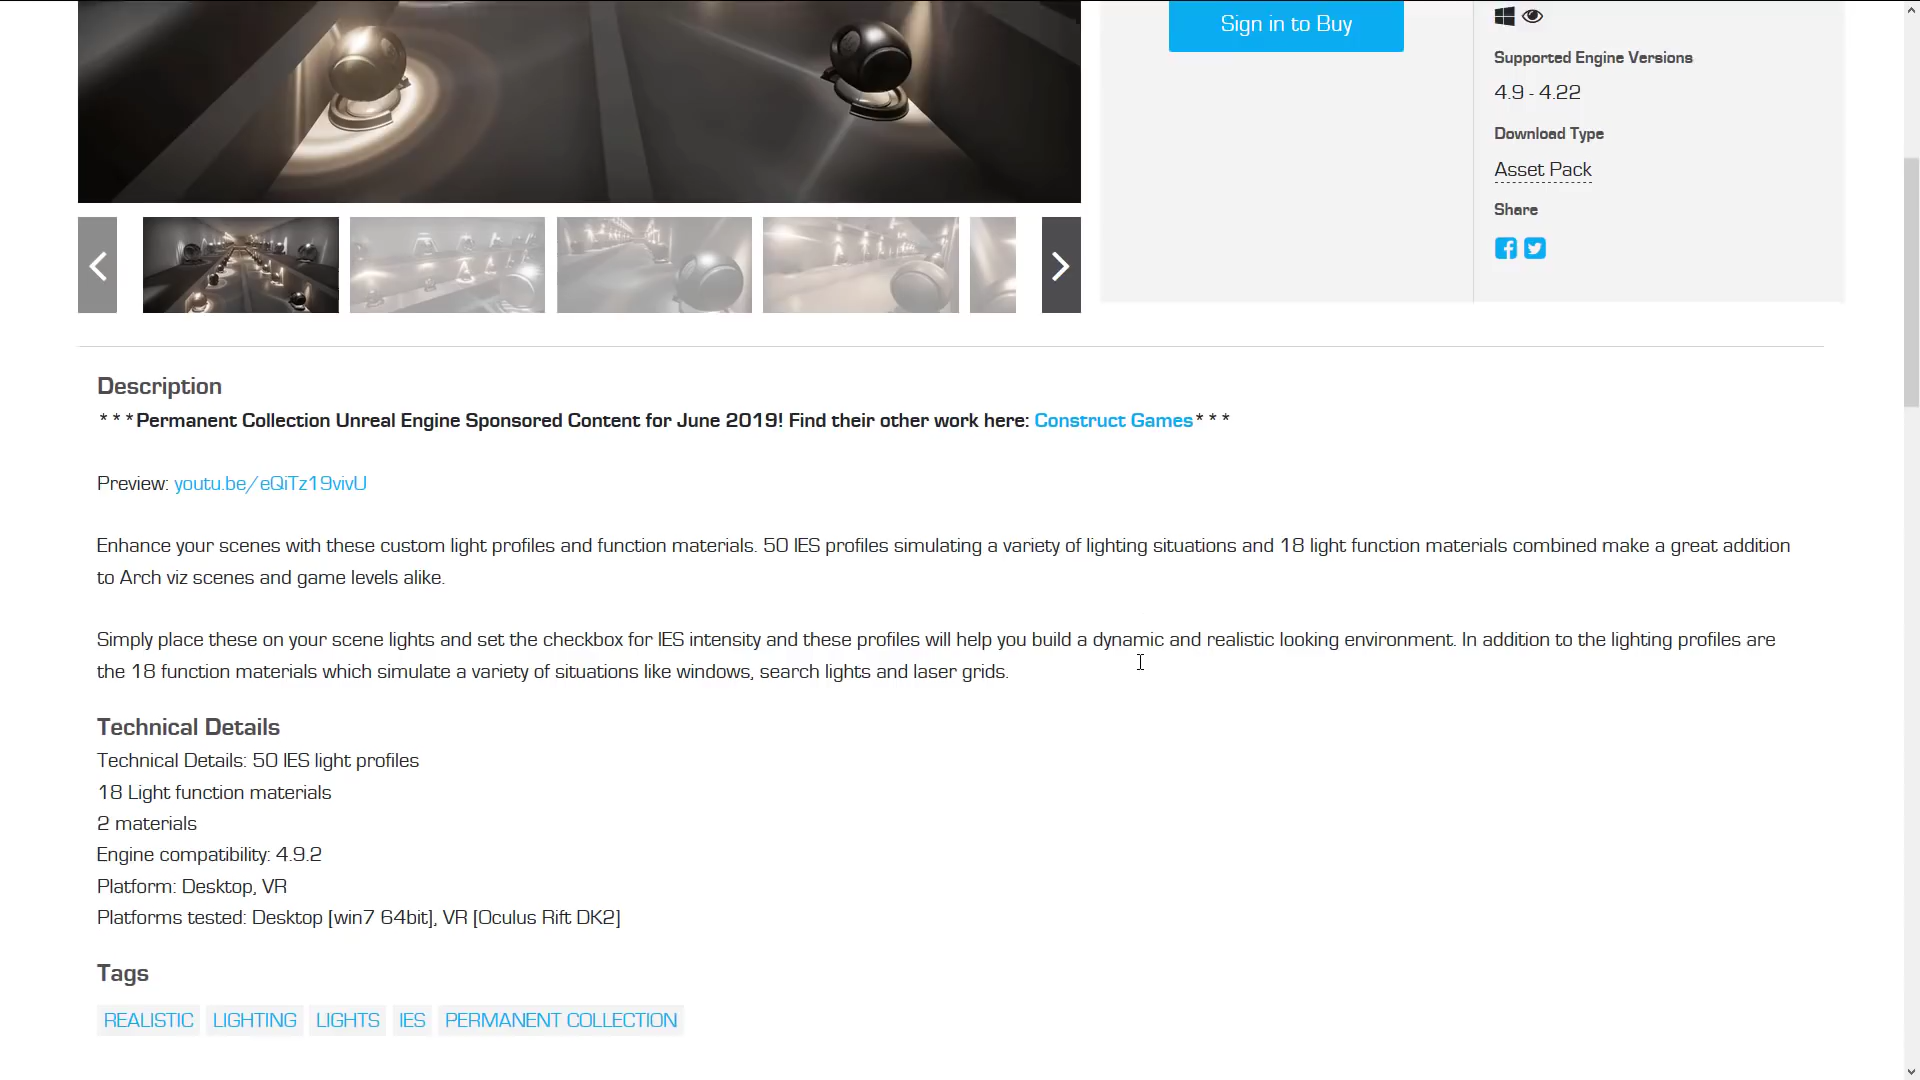 Sign in to Buy
Supported Engine Versions
4.9 - 4.22
Download Type
Asset Pack
Share
Description
***Permanent Collection Unreal Engine Sponsored Content for June 2019! Find their other work here: Construct Games***
Preview: youtu.be/eQiTz19vivU
Enhance your scenes with these custom light profiles and function materials. 50 IES profiles simulating a variety of lighting situations and 18 light function materials combined make a great addition
to Arch viz scenes and game levels alike.
Simply place these on your scene lights and set the checkbox for IES intensity and these profiles will help you build a dynamic and realistic looking environment. In addition to the lighting profiles are
the 18 function materials which simulate a variety of situations like windows, search lights and laser grids.
Technical Details
Technical Details: 50 IES light profiles
18 Light function materials
2 materials
Engine compatibility: 4.9.2
Platform: Desktop, VR
Platforms tested: Desktop [win7 64bit], VR [Oculus Rift DK2]
Tags
REALISTIC LIGHTING LIGHTS IES PERMANENT COLLECTION